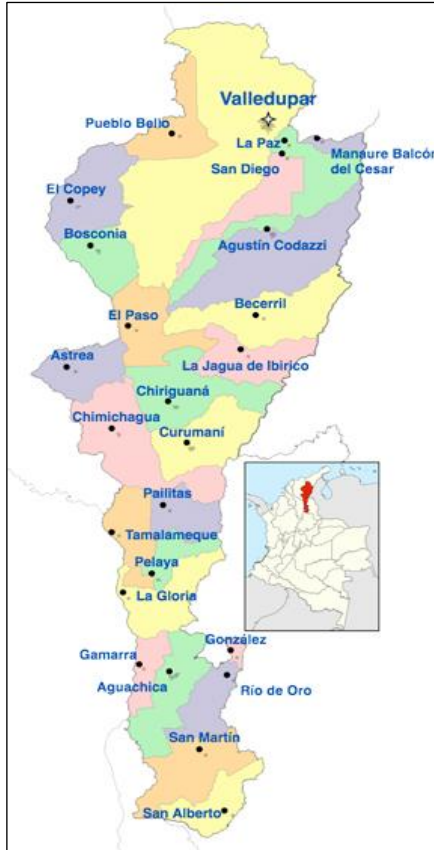 Valledupar
Pueblo Bello
La Paz
San Diego
Manaure Balcón
del Cesar
El Copey
Bosconia
Agustín Codazzi
Becerril
El Paso
Astrea
La Jagua de Ibirico
Chiriguaná
Chimichagua
Curumaní
Pailitas
Tamalameque
Pelaya
La Gloria
González
Gamarra
Aguachica
Río de Oro
San Martín
San Alberto